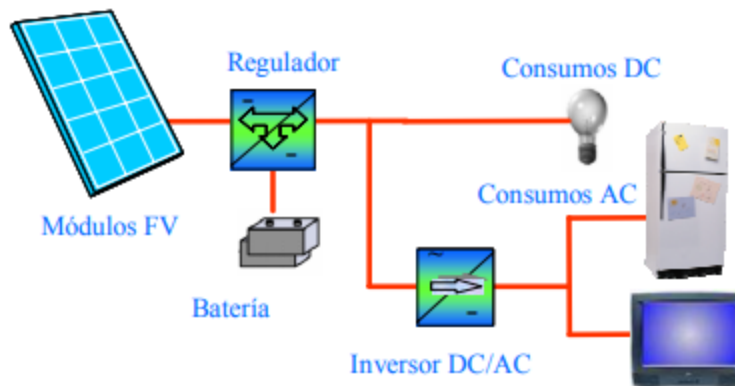 Regulador
Consumos DC
Módulos FV
Consumos AC
Batería
Inversor DC/AC